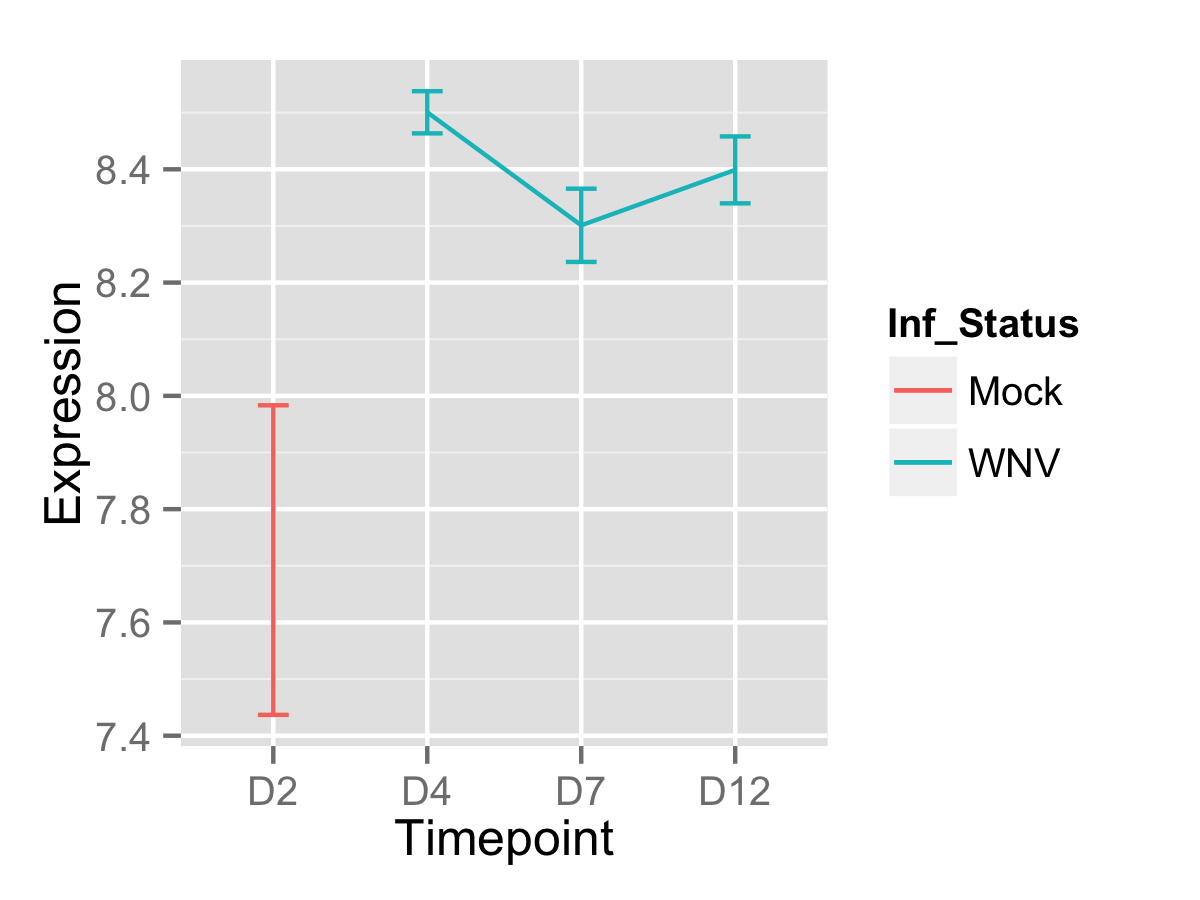 8.4
8.2
8.0
7.8
7.6
7.4
Expression
D2 D4 D7 D12
Timepoint
Inf_Status
Mock
WNV